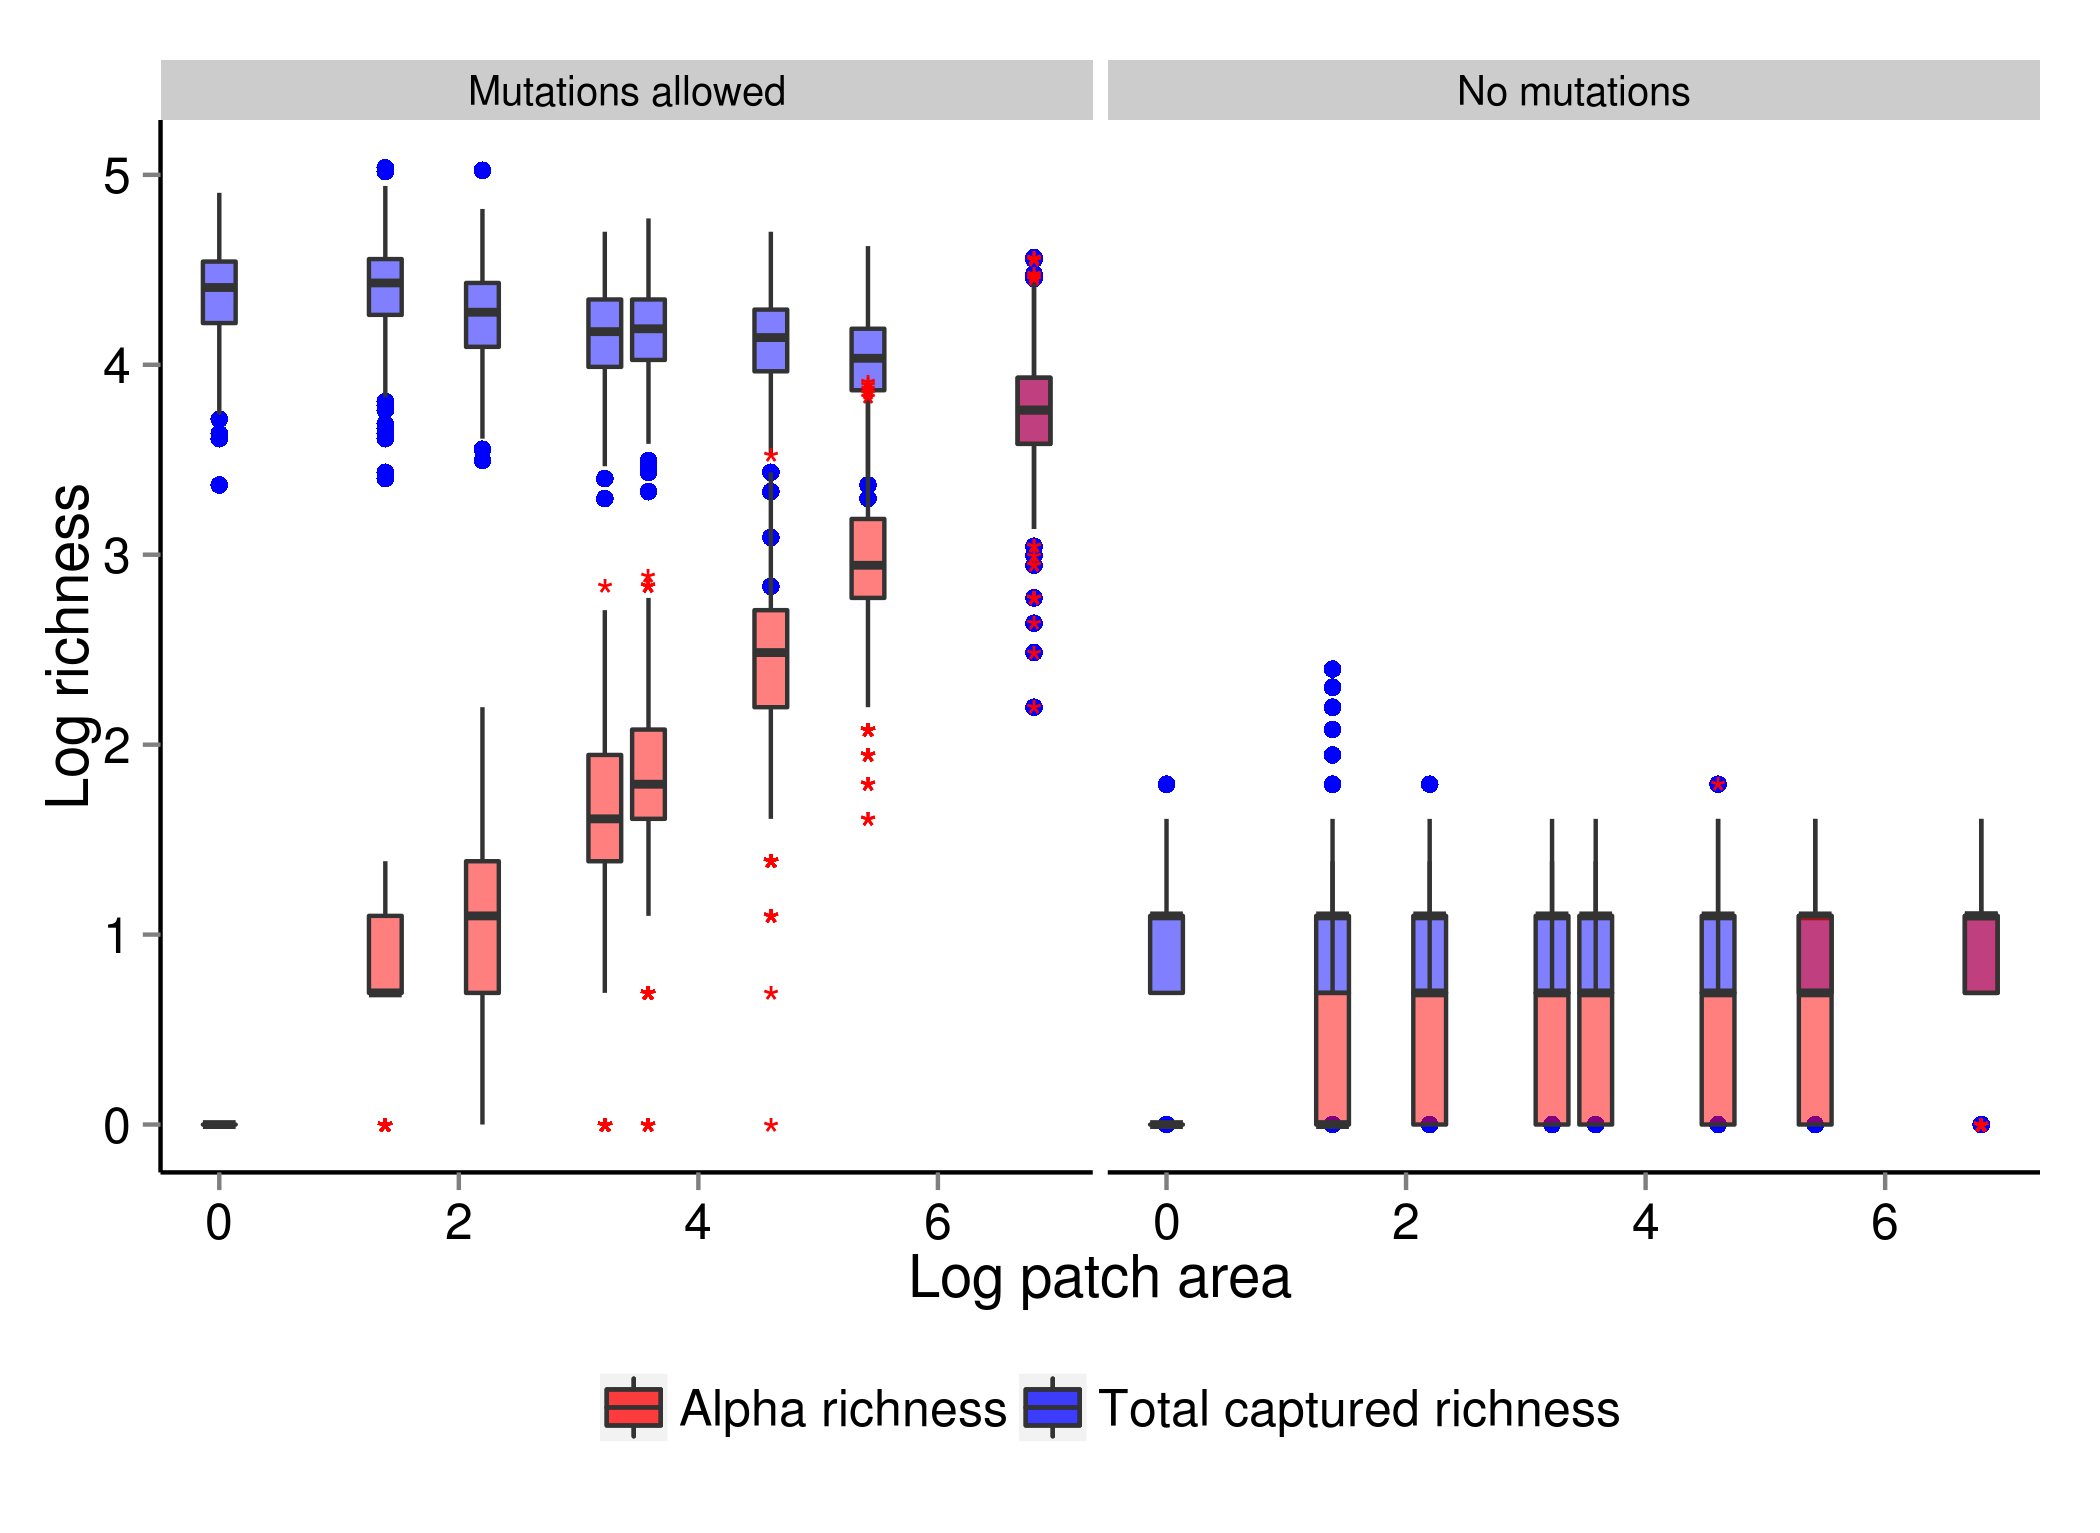 Mutations allowed
No mutations
Log richness
5
4
3
2
1
0
0 2 4 6
0 2 4 6
Log patch area
Alpha richness
Total captured richness